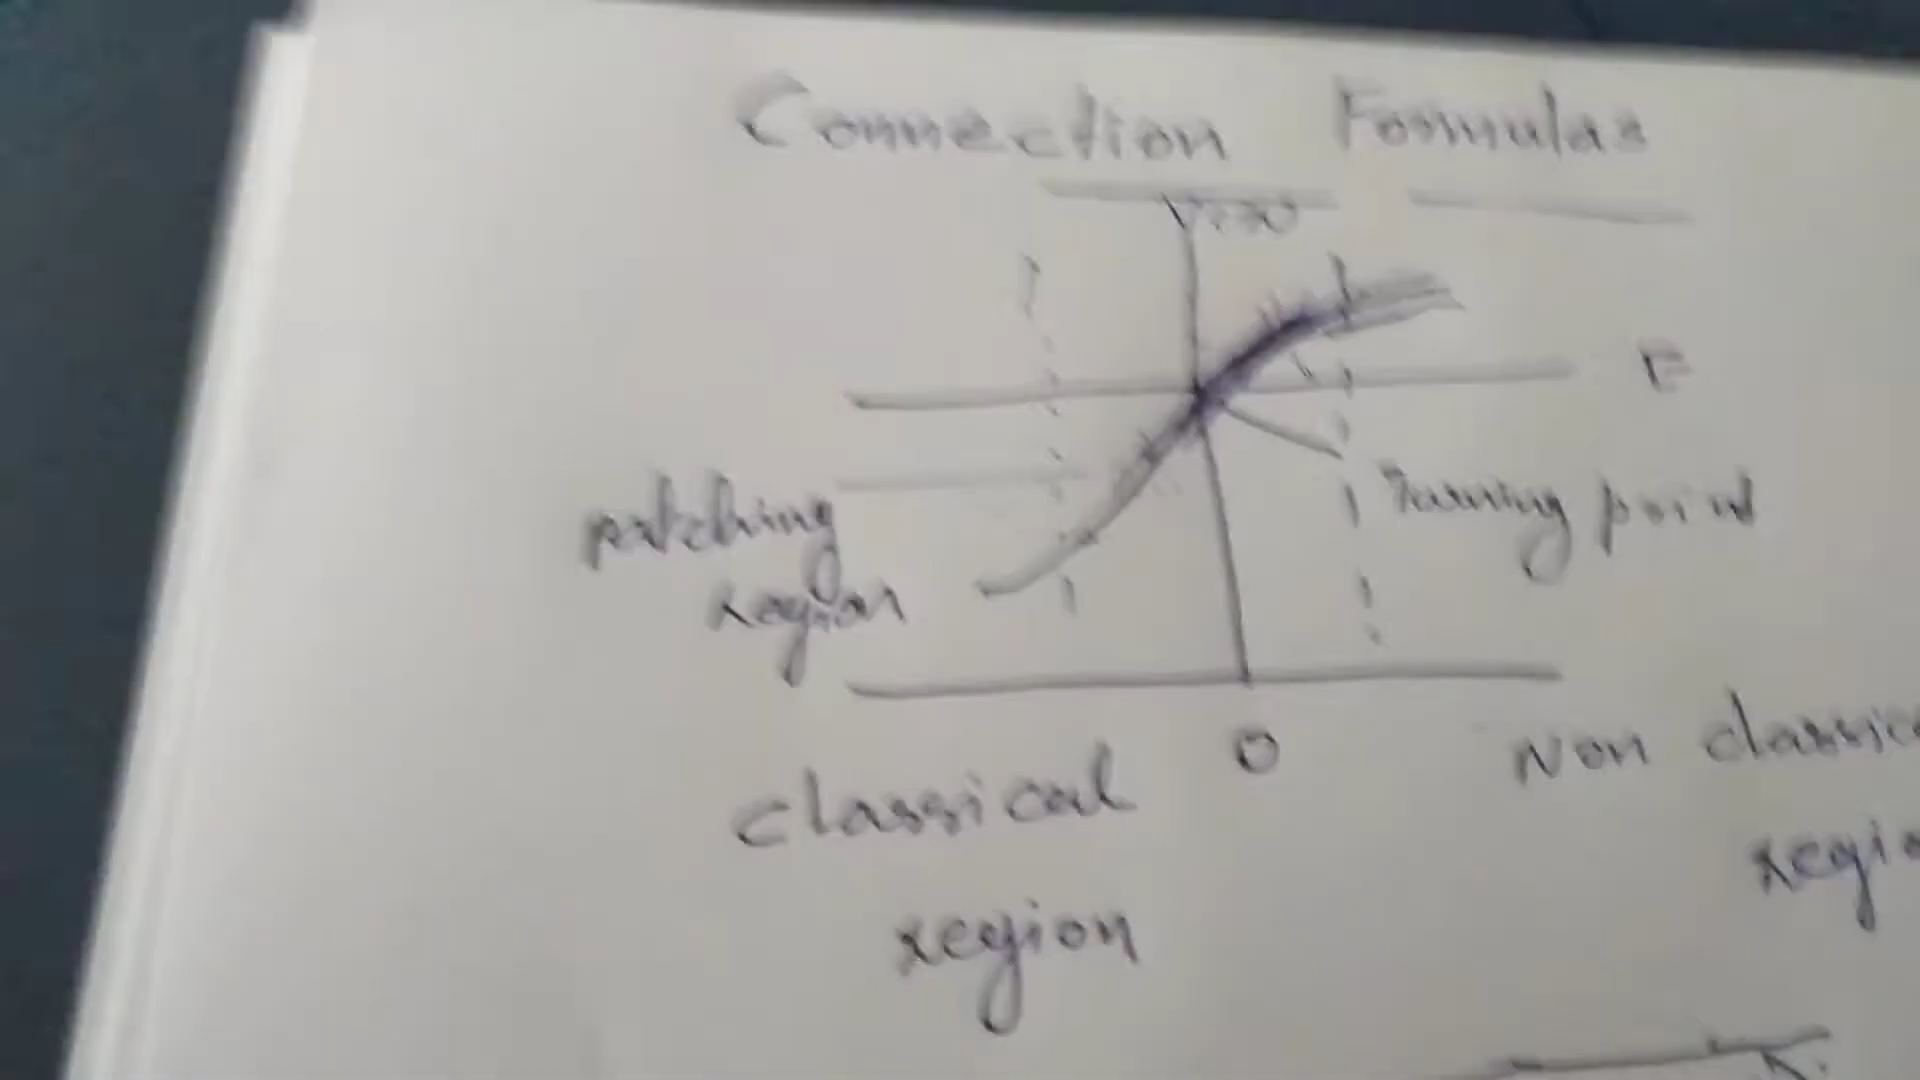 Connection Formulas
V(x)
E
patching
region
Turning point
0
classical
region
Non classic
regio